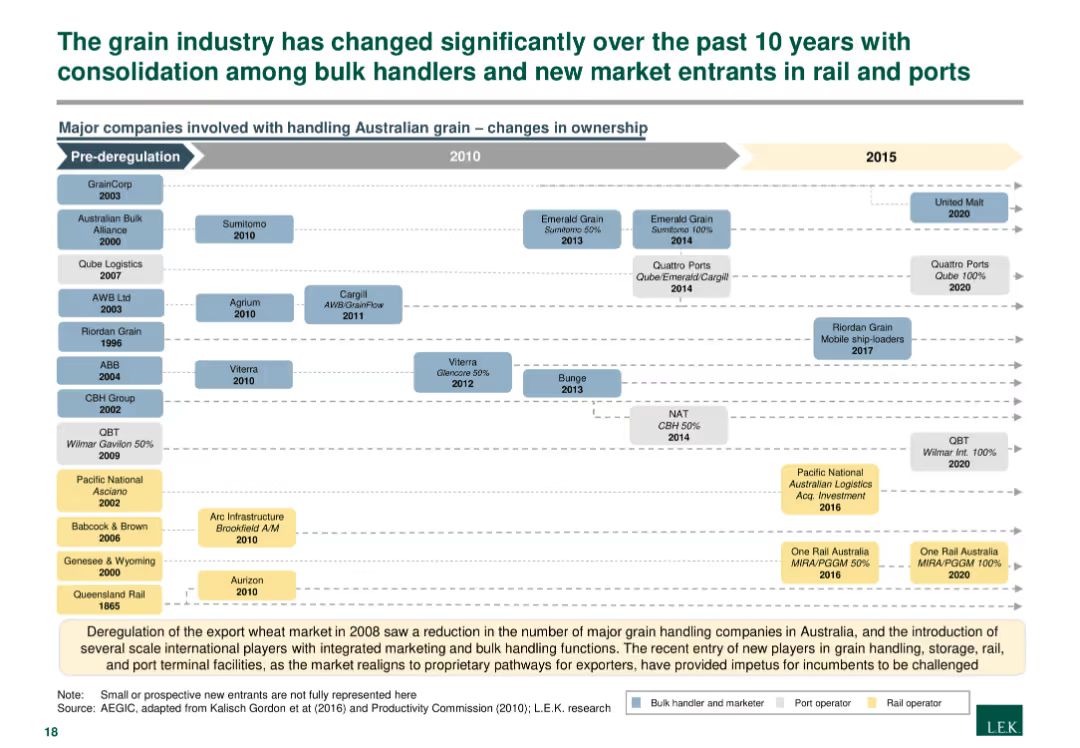 The grain industry has changed significantly over the past 10 years with
consolidation among bulk handlers and new market entrants in rail and ports
Major companies involved with handling Australian grain – changes in ownership
Pre-deregulation
2010
2015
GrainCorp
2003
United Malt
2020
Australian Bulk
Alliance
2000
Sumitomo
2010
Emerald Grain
Sumitomo 50%
2013
Emerald Grain
Sumitomo 100%
2014
Qube Logistics
2007
Quattro Ports
Qube/Emerald/Cargill
2014
Quattro Ports
Qube 100%
2020
AWB Ltd
2003
Agrium
2010
Cargill
AWB/GrainFlow
2011
Riordan Grain
1996
Riordan Grain
Mobile ship-loaders
2017
ABB
2004
Viterra
2010
Viterra
Glencore 50%
2012
Bunge
2013
CBH Group
2002
NAT
CBH 50%
2014
QBT
Wilmar Gavilon 50%
2009
QBT
Wilmar Int. 100%
2020
Pacific National
Asciano
2002
Pacific National
Australian Logistics
Acq. Investment
2016
Babcock & Brown
2006
Arc Infrastructure
Brookfield A/M
2010
Genesee & Wyoming
2000
One Rail Australia
MIRA/PGGM 50%
2016
One Rail Australia
MIRA/PGGM 100%
2020
Queensland Rail
1865
Aurizon
2010
Deregulation of the export wheat market in 2008 saw a reduction in the number of major grain handling companies in Australia, and the introduction of
several scale international players with integrated marketing and bulk handling functions. The recent entry of new players in grain handling, storage, rail,
and port terminal facilities, as the market realigns to proprietary pathways for exporters, have provided impetus for incumbents to be challenged
Note: Small or prospective new entrants are not fully represented here
Source: AEGIC, adapted from Kalisch Gordon et at (2016) and Productivity Commission (2010); L.E.K. research
Bulk handler and marketer
Port operator
Rail operator
18
L.E.K.